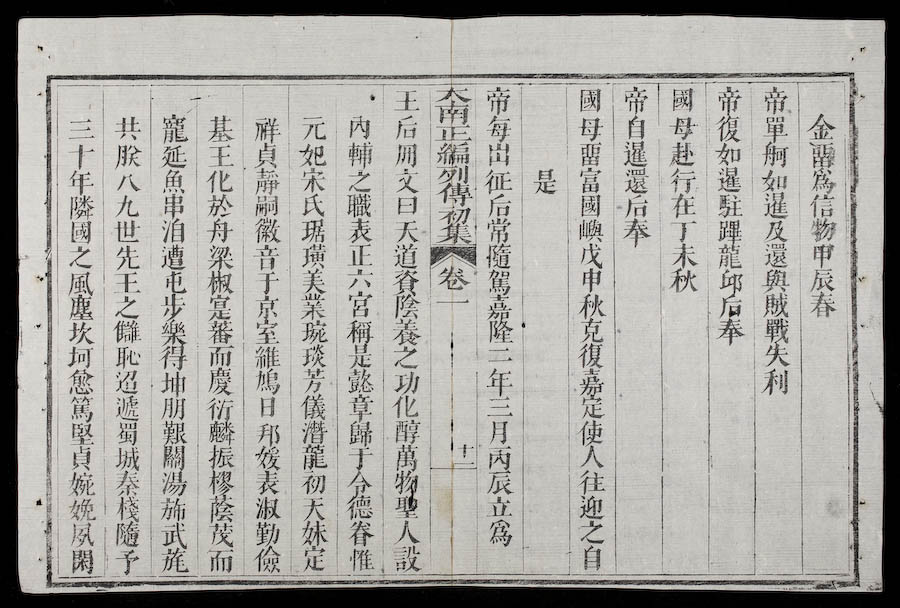 金畱為信物甲辰春
帝單舸如暹及還與賊戰失利
帝復如暹駐蹕龍邱后奉
國母赴行在丁未秋
帝自暹還后奉
國母畱富國嶼戊申秋克復嘉定使人往迎之自
是
帝每出征后常隨駕嘉隆二年三月丙辰立為
大南正編列傳初集 卷一 十二
王后冊文曰天道資陰養之功化醇萬物聖人設
內輔之職表正六宮稱是懿章歸于令德眷惟
元妃宋氏琚璜美業琬琰芳儀潛龍初天妹定
祥貞靜嗣徽音于京室維鳩日邦媛表淑勤儉
基王化於舟梁椒寔蕃而慶衍麟振樛蔭茂而
寵延魚串洎遭屯步樂得坤朋艱關湯斾武旄
共朕八九世先王之讎恥迢遞蜀城秦棧隨予
三十年隣國之風塵坎坷愈篤堅貞婉娩夙閑